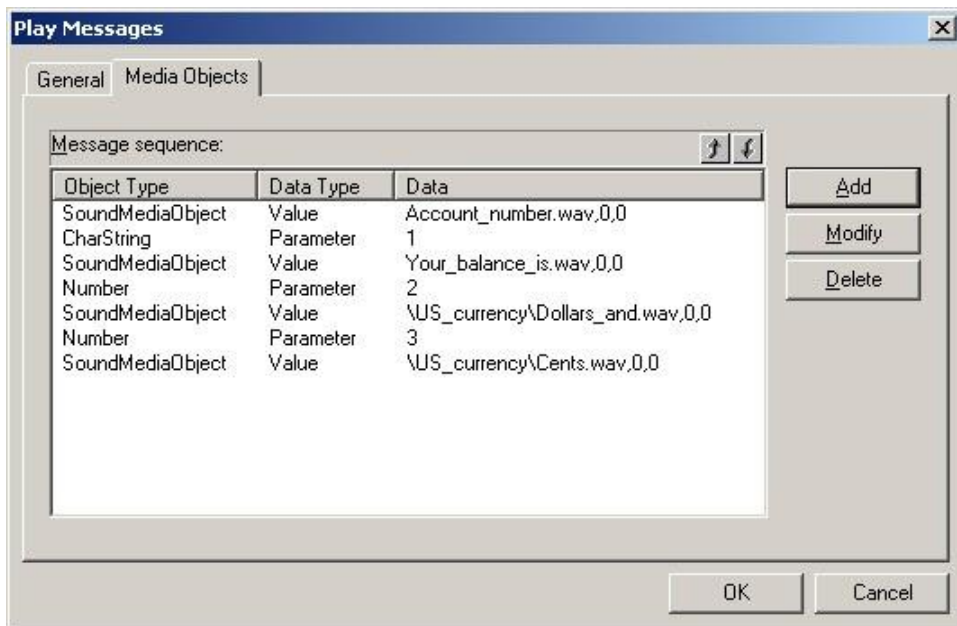 Play Messages
General Media Objects
Message sequence:
Object Type Data Type Data
SoundMediaObject Value Account_number.wav,0,0
CharString Parameter 1
SoundMediaObject Value Your_balance_is.wav,0,0
Number Parameter 2
SoundMediaObject Value \US_currency\Dollars_and.wav,0,0
Number Parameter 3
SoundMediaObject Value \US_currency\Cents.wav,0,0
Add
Modify
Delete
OK Cancel